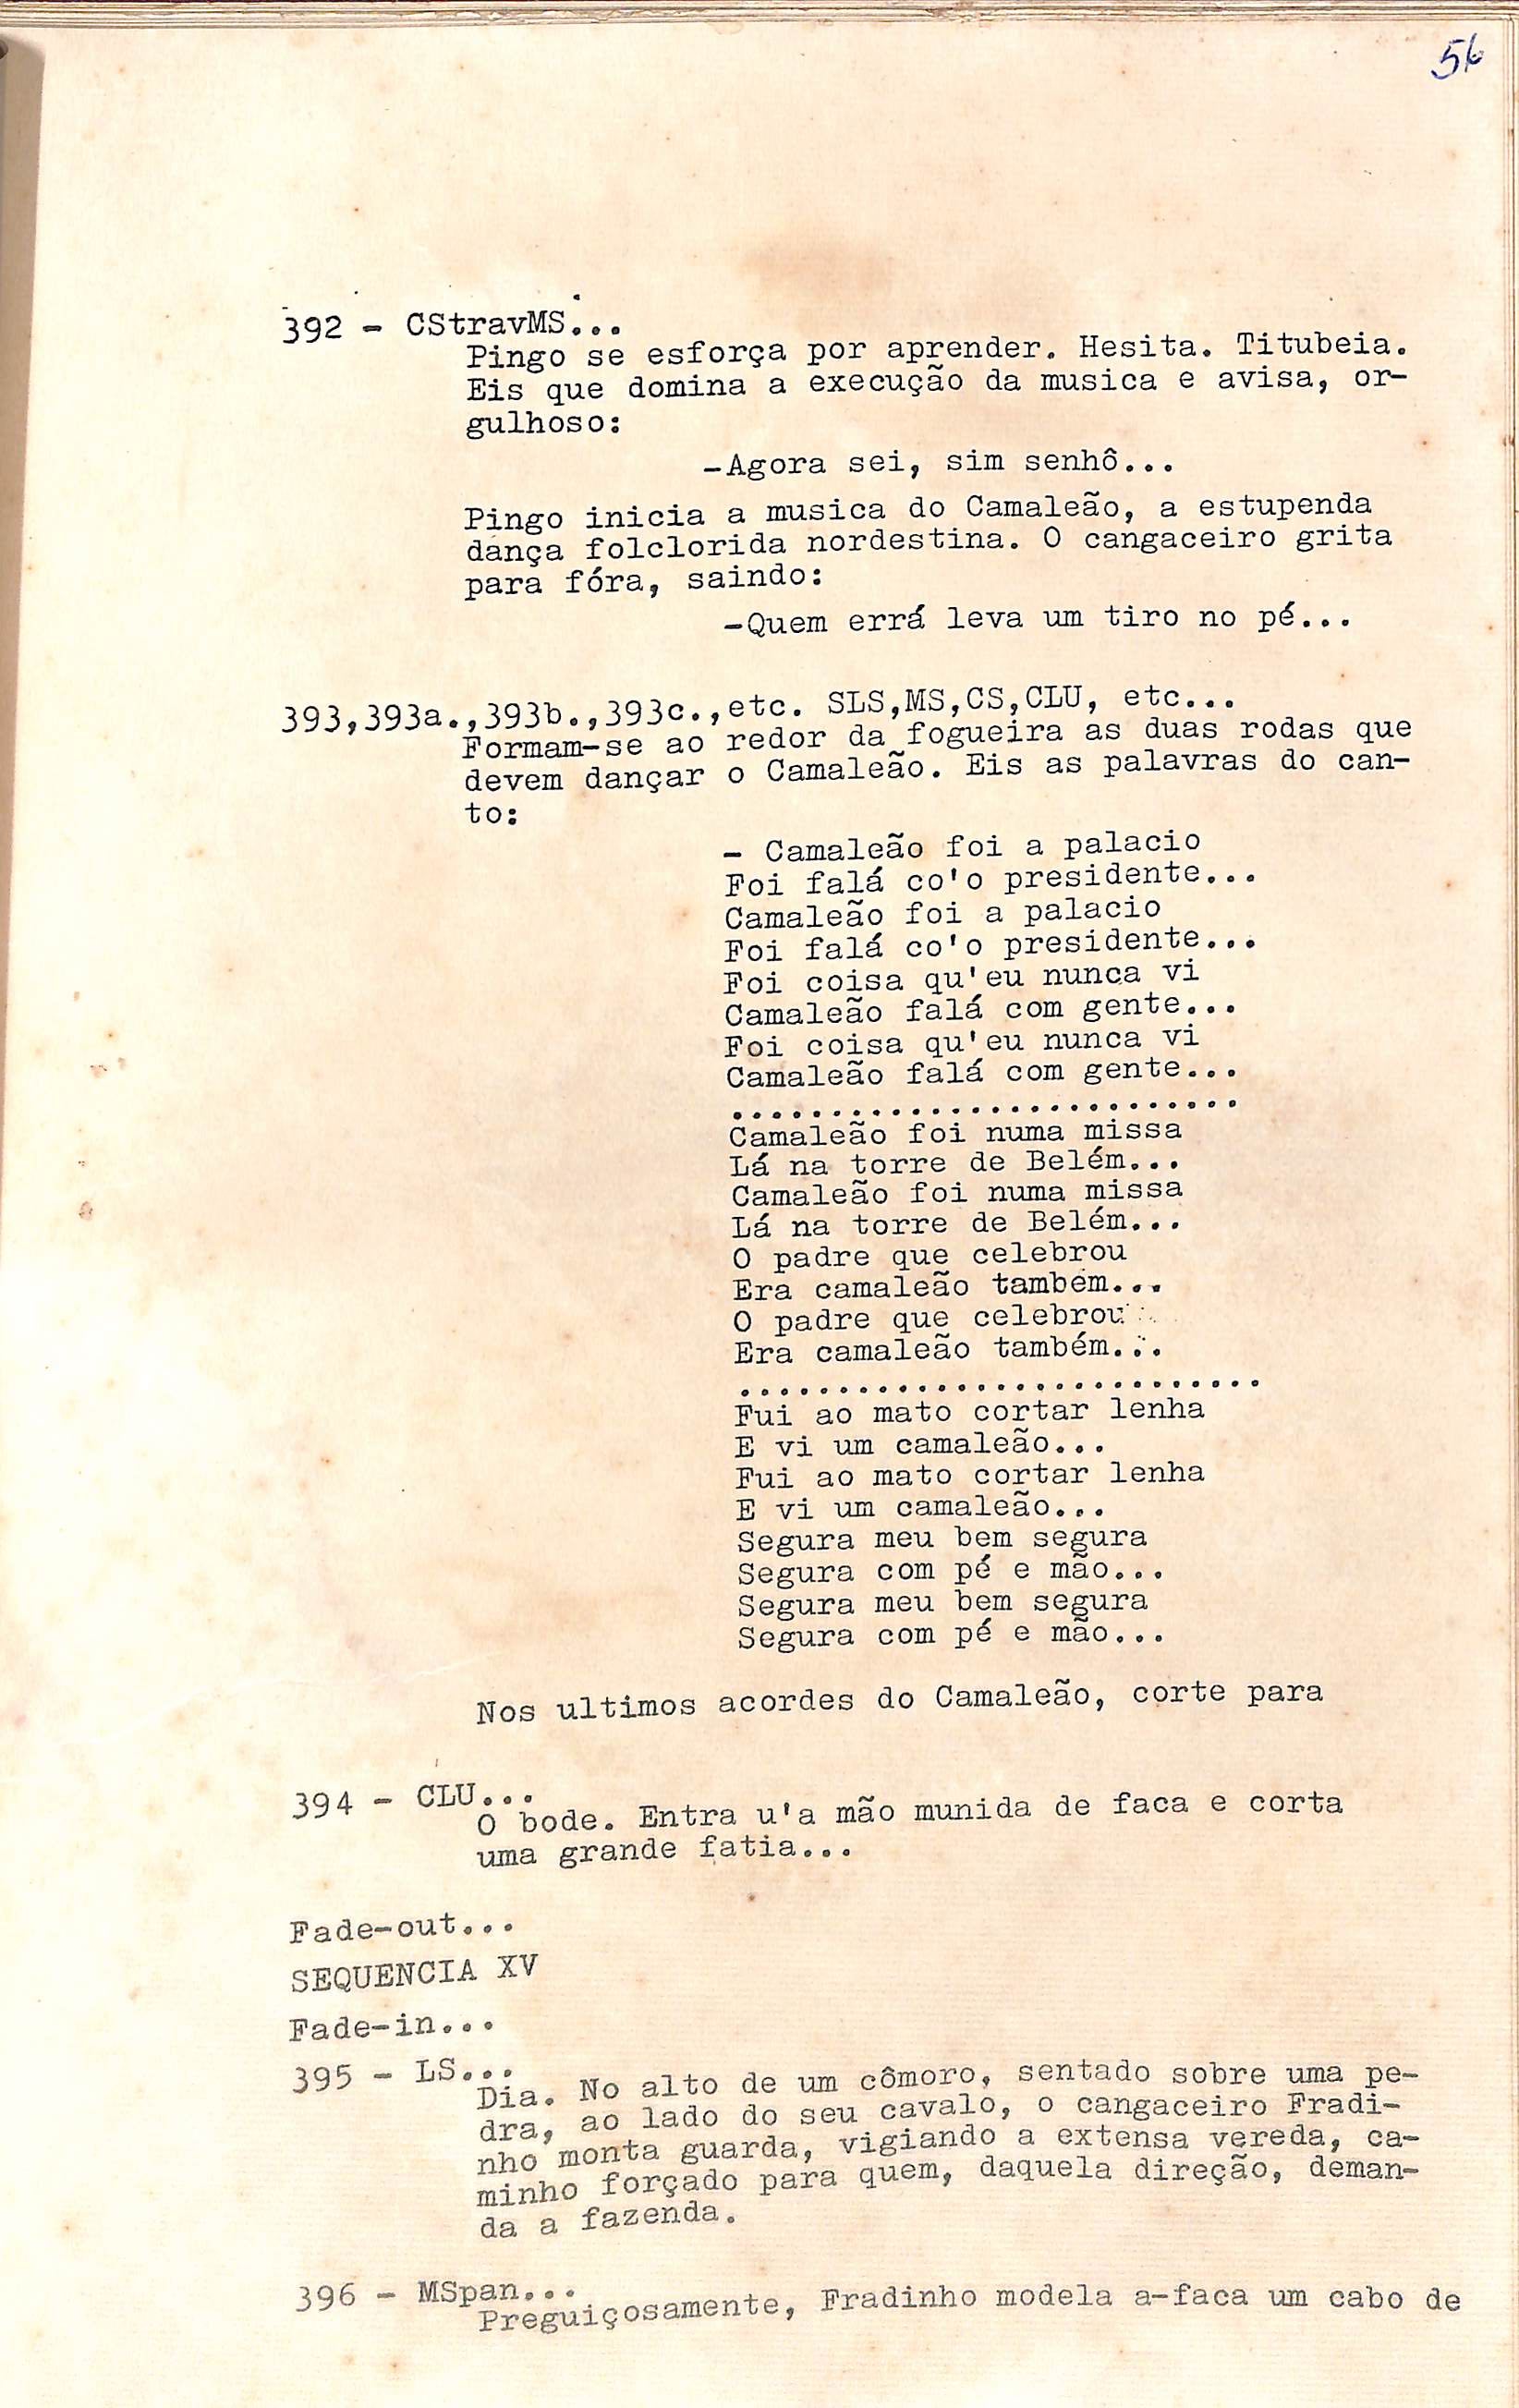 56
392 - CStravMS...
Pingo se esforça por aprender. Hesita. Titubeia.
Eis que domina a execução da musica e avisa, or-
gulhoso:
-Agora sei, sim senhô...
Pingo inicia a musica do Camaleão, a estupenda
dança folclorida nordestina. O cangaceiro grita
para fóra, saindo:
-Quem errá leva um tiro no pé...
393,393a.,393b.,393c.,etc. SLS,MS,CS,CLU, etc...
Formam-se ao redor da fogueira as duas rodas que
devem dançar o Camaleão. Eis as palavras do can-
to:
- Camaleão foi a palacio
Foi falá co'o presidente...
Camaleão foi a palacio
Foi falá co'o presidente...
Foi coisa qu'eu nunca vi
Camaleão falá com gente...
Foi coisa qu'eu nunca vi
Camaleão falá com gente...
..........................
Camaleão foi numa missa
Lá na torre de Belém...
Camaleão foi numa missa
Lá na torre de Belém...
O padre que celebrou
Era camaleão também...
O padre que celebrou
Era camaleão também...
...........................
Fui ao mato cortar lenha
E vi um camaleão...
Fui ao mato cortar lenha
E vi um camaleão...
Segura meu bem segura
Segura com pé e mão...
Segura meu bem segura
Segura com pé e mão...
Nos ultimos acordes do Camaleão, corte para
394 - CLU...
O bode. Entra u'a mão munida de faca e corta
uma grande fatia...
Fade-out...
SEQUENCIA XV
Fade-in...
395 - LS...
Dia. No alto de um cômoro, sentado sobre uma pe-
dra, ao lado do seu cavalo, o cangaceiro Fradi-
nho monta guarda, vigiando a extensa vereda, ca-
minho forçado para quem, daquela direção, deman-
da a fazenda.
396 - MSpan...
Preguiçosamente, Fradinho modela a-faca um cabo de